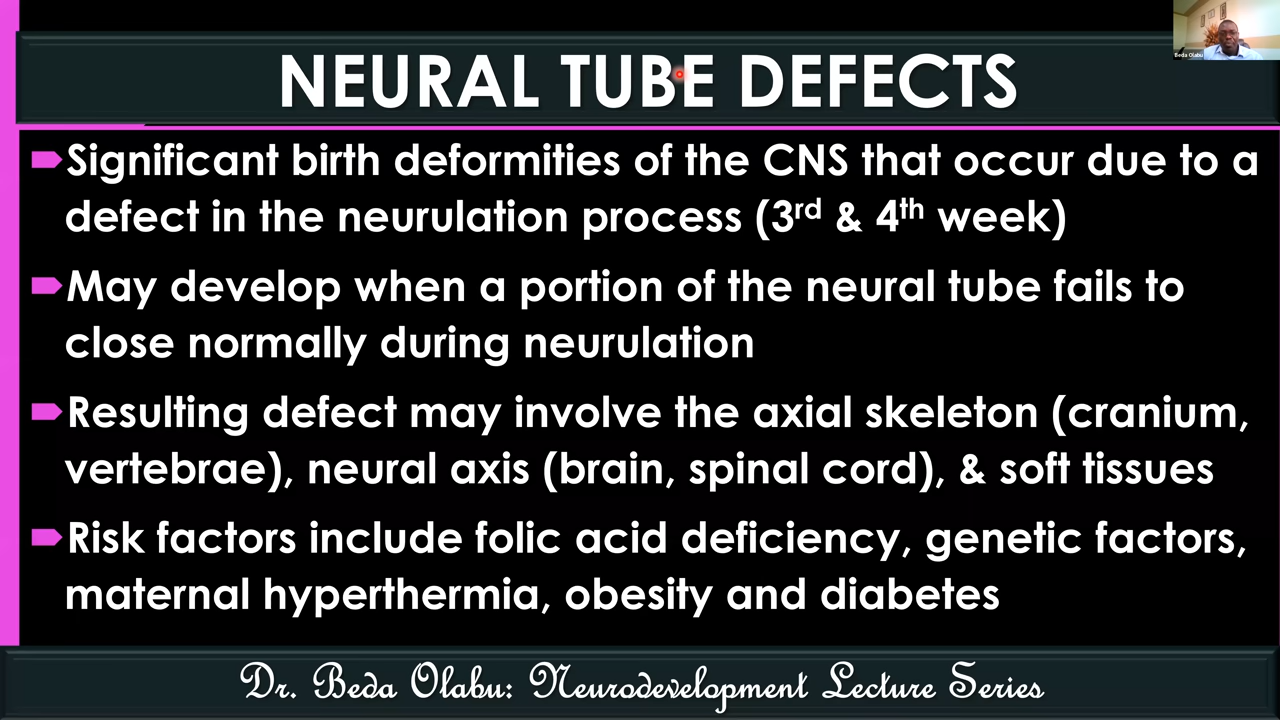 Beda Olabu
NEURAL TUBE DEFECTS
Significant birth deformities of the CNS that occur due to a
defect in the neurulation process (3rd & 4th week)
May develop when a portion of the neural tube fails to
close normally during neurulation
Resulting defect may involve the axial skeleton (cranium,
vertebrae), neural axis (brain, spinal cord), & soft tissues
Risk factors include folic acid deficiency, genetic factors,
maternal hyperthermia, obesity and diabetes
Dr. Beda Olabu: Neurodevelopment Lecture Series